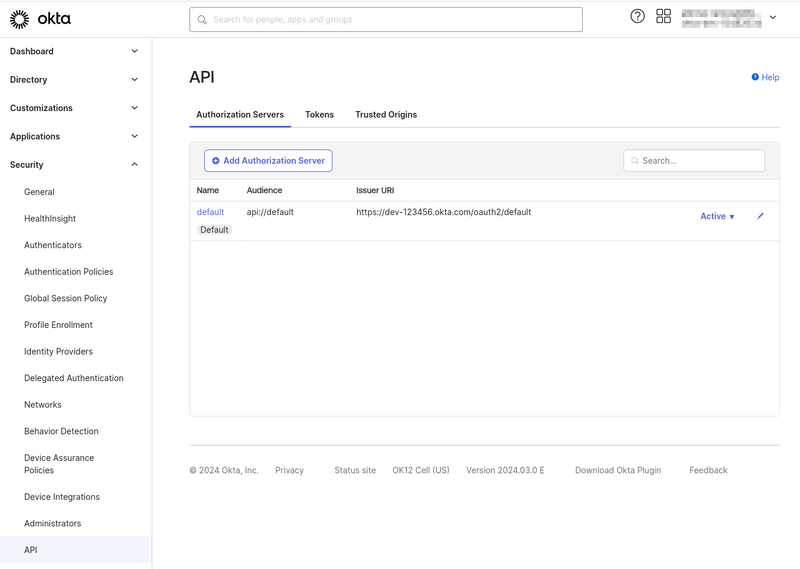 okta
Search for people, apps and groups
Dashboard
Directory
Customizations
Applications
Security
General
HealthInsight
Authenticators
Authentication Policies
Global Session Policy
Profile Enrollment
Identity Providers
Delegated Authentication
Networks
Behavior Detection
Device Assurance
Policies
Device Integrations
Administrators
API
API
Help
Authorization Servers Tokens Trusted Origins
Add Authorization Server
Search...
Name Audience Issuer URI
default api://default https://dev-123456.okta.com/oauth2/default Active
Default
© 2024 Okta, Inc. Privacy Status site OK12 Cell (US) Version 2024.03.0 E Download Okta Plugin Feedback